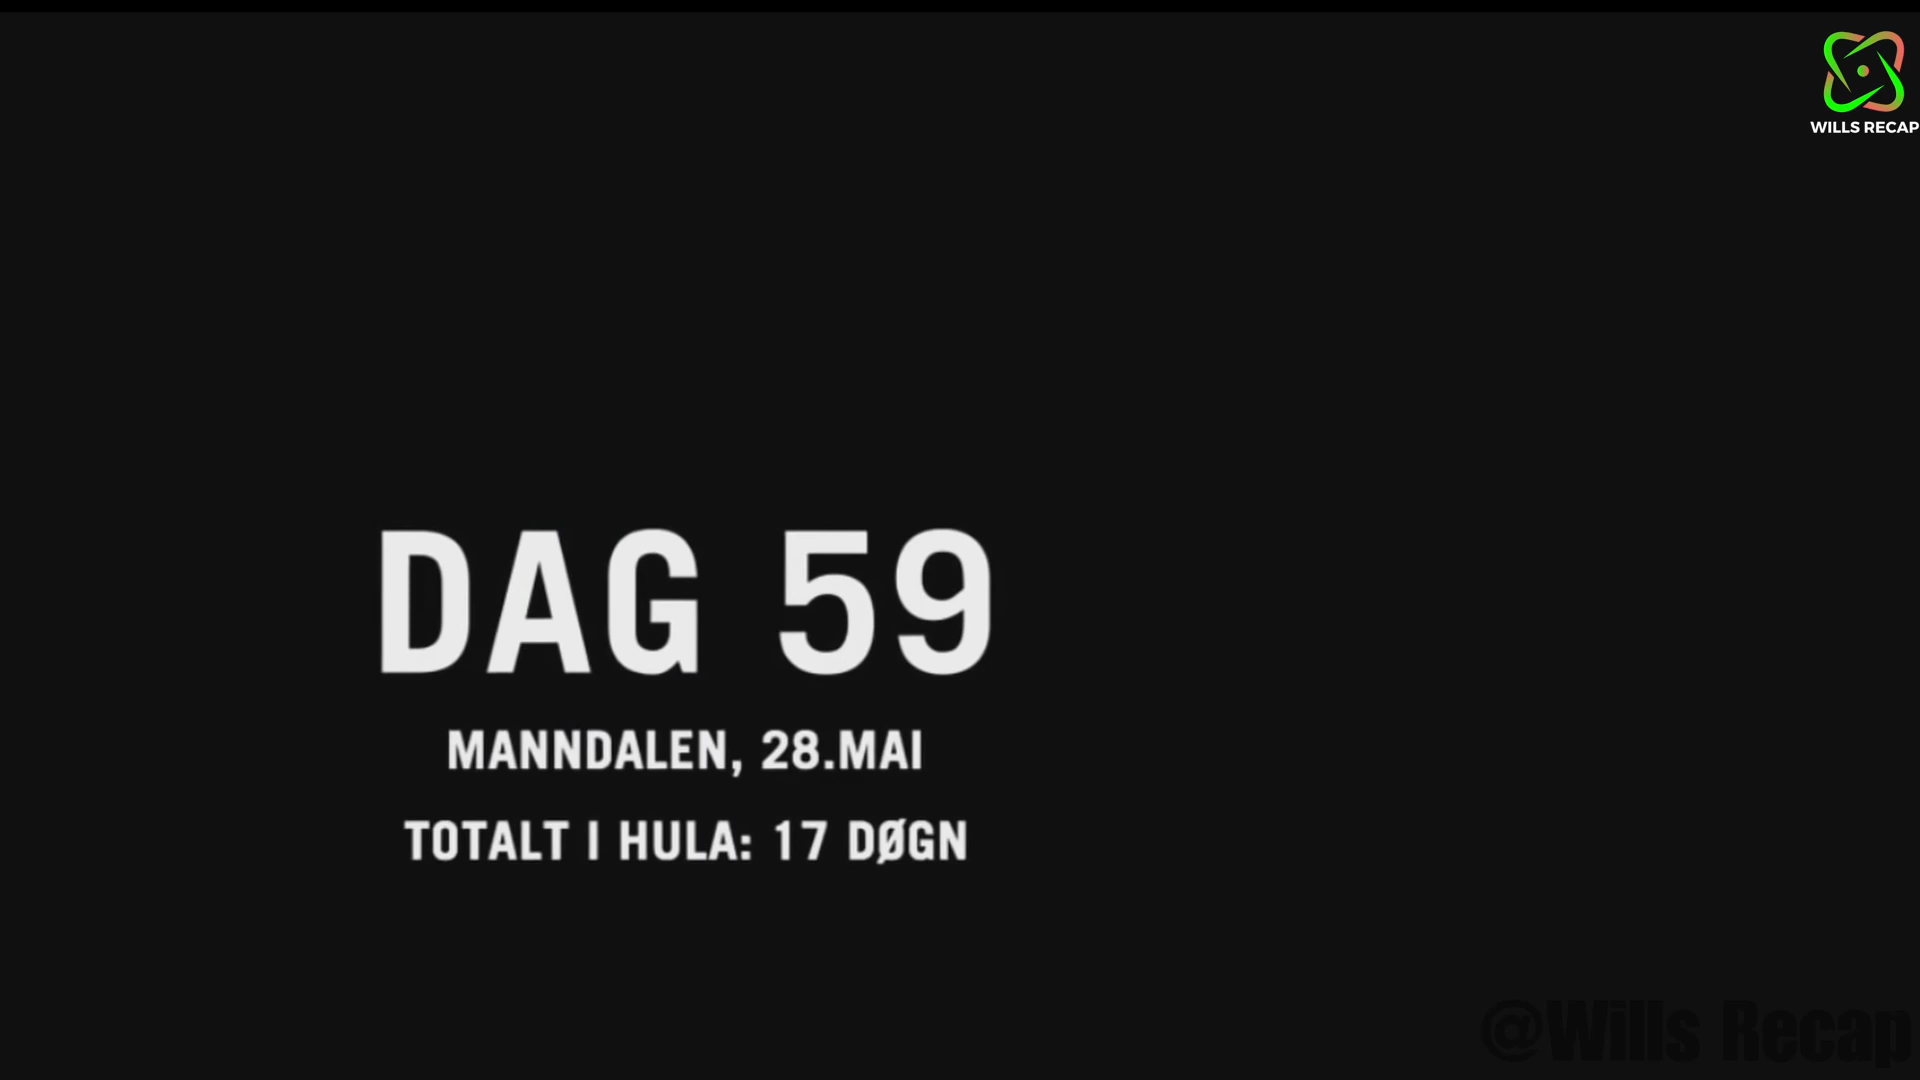 WILLS RECAP
DAG 59
MANNDALEN, 28.MAI
TOTALT I HULA: 17 DØGN
@Wills Recap